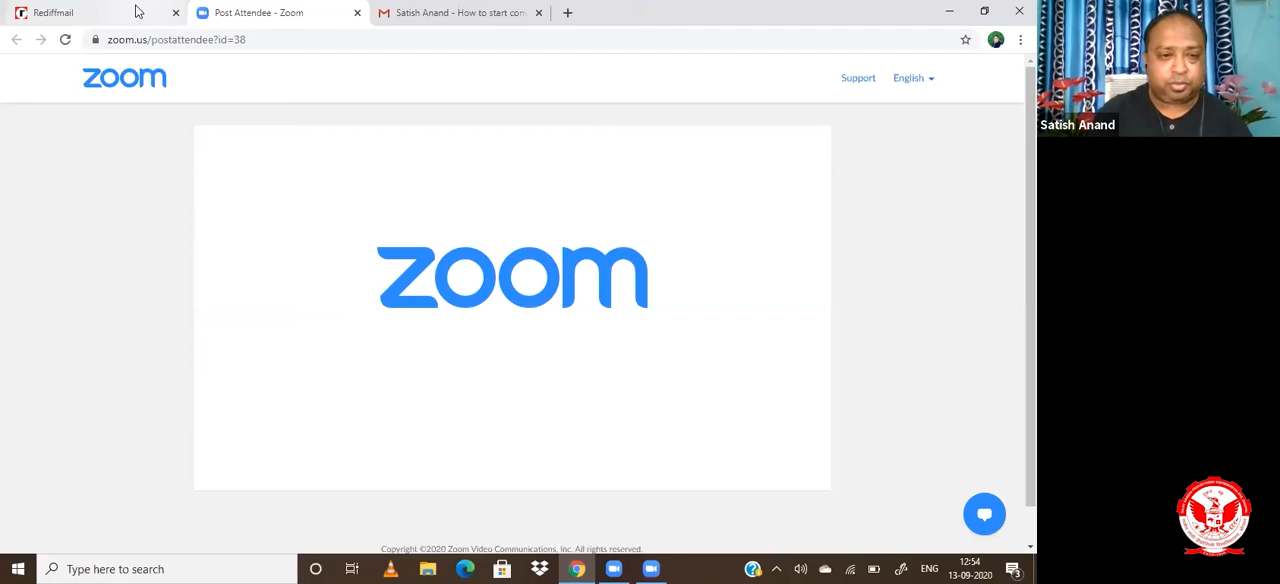 Rediffmail
Post Attendee - Zoom
Satish Anand - How to start con
zoom.us/postattendee?id=38
zoom
Support
English
Satish Anand
zoom
Copyright ©2020 Zoom Video Communications, Inc. All rights reserved.
Type here to search
ENG
12:54
13-09-2020
3